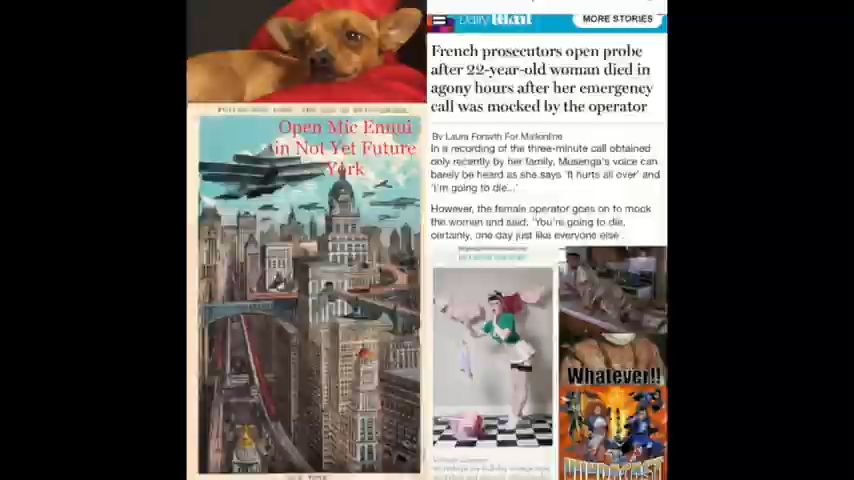 Open Mic Ennui
in Not Yet Future
York
Daily Mail
MORE STORIES
French prosecutors open probe
after 22-year-old woman died in
agony hours after her emergency
call was mocked by the operator
By Laura Forsyth For Mailonline
In a recording of the three-minute call obtained
only recently by her family, Musenga's voice can
barely be heard as she says 'It hurts all over' and
'I'm going to die...'
However, the female operator goes on to mock
the woman and said: 'You're going to die,
certainly, one day just like everyone else
Whatever!!